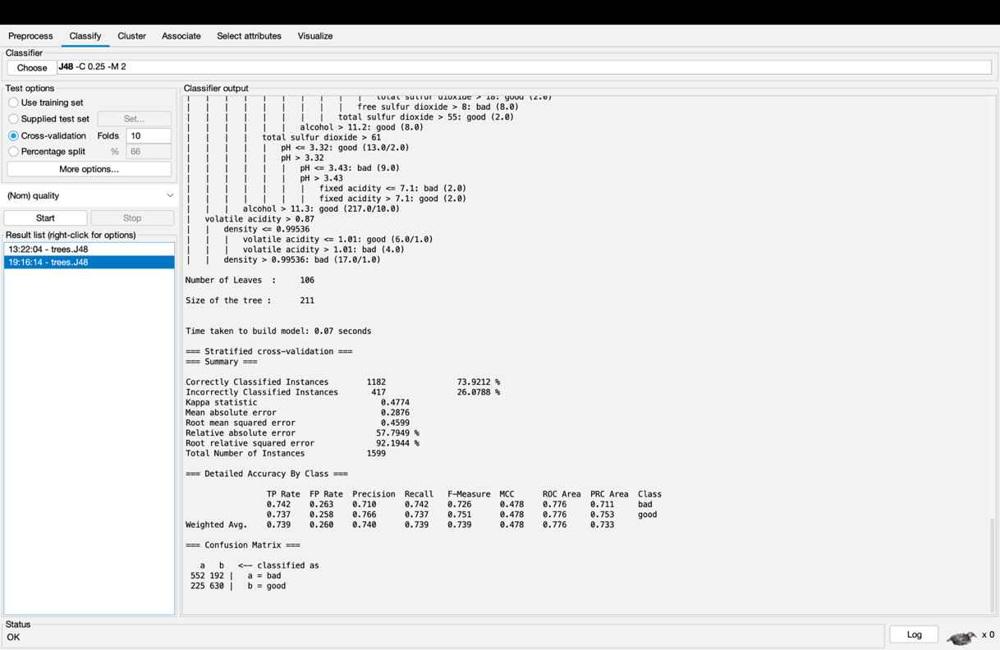 Preprocess Classify Cluster Associate Select attributes Visualize
Classifier
Choose J48 -C 0.25 -M 2
Test options
Use training set
Supplied test set Set...
Cross-validation Folds 10
Percentage split % 66
More options...
(Nom) quality
Start Stop
Result list (right-click for options)
13:22:04 - trees.J48
19:16:14 - trees.J48
Classifier output
| | | | | | | | | | total sulfur dioxide > 18: good (2.0)
| | | | | | | | | free sulfur dioxide > 8: bad (8.0)
| | | | | | | | total sulfur dioxide > 55: good (2.0)
| | | | | | alcohol > 11.2: good (8.0)
| | | | total sulfur dioxide > 61
| | | | | pH <= 3.32: good (13.0/2.0)
| | | | | pH > 3.32
| | | | | | pH <= 3.43: bad (9.0)
| | | | | | pH > 3.43
| | | | | | | fixed acidity <= 7.1: bad (2.0)
| | | | | | | fixed acidity > 7.1: good (2.0)
| | | alcohol > 11.3: good (217.0/10.0)
| volatile acidity > 0.87
| | density <= 0.99536
| | | volatile acidity <= 1.01: good (6.0/1.0)
| | | volatile acidity > 1.01: bad (4.0)
| | density > 0.99536: bad (17.0/1.0)
Number of Leaves : 106
Size of the tree : 211
Time taken to build model: 0.07 seconds
=== Stratified cross-validation ===
=== Summary ===
Correctly Classified Instances 1182 73.9212 %
Incorrectly Classified Instances 417 26.0788 %
Kappa statistic 0.4774
Mean absolute error 0.2876
Root mean squared error 0.4599
Relative absolute error 57.7949 %
Root relative squared error 92.1944 %
Total Number of Instances 1599
=== Detailed Accuracy By Class ===
TP Rate FP Rate Precision Recall F-Measure MCC ROC Area PRC Area Class
0.742 0.263 0.710 0.742 0.726 0.478 0.776 0.711 bad
0.737 0.258 0.766 0.737 0.751 0.478 0.776 0.753 good
Weighted Avg. 0.739 0.260 0.740 0.739 0.739 0.478 0.776 0.733
=== Confusion Matrix ===
a b <-- classified as
552 192 | a = bad
225 630 | b = good
Status
OK
Log x 0